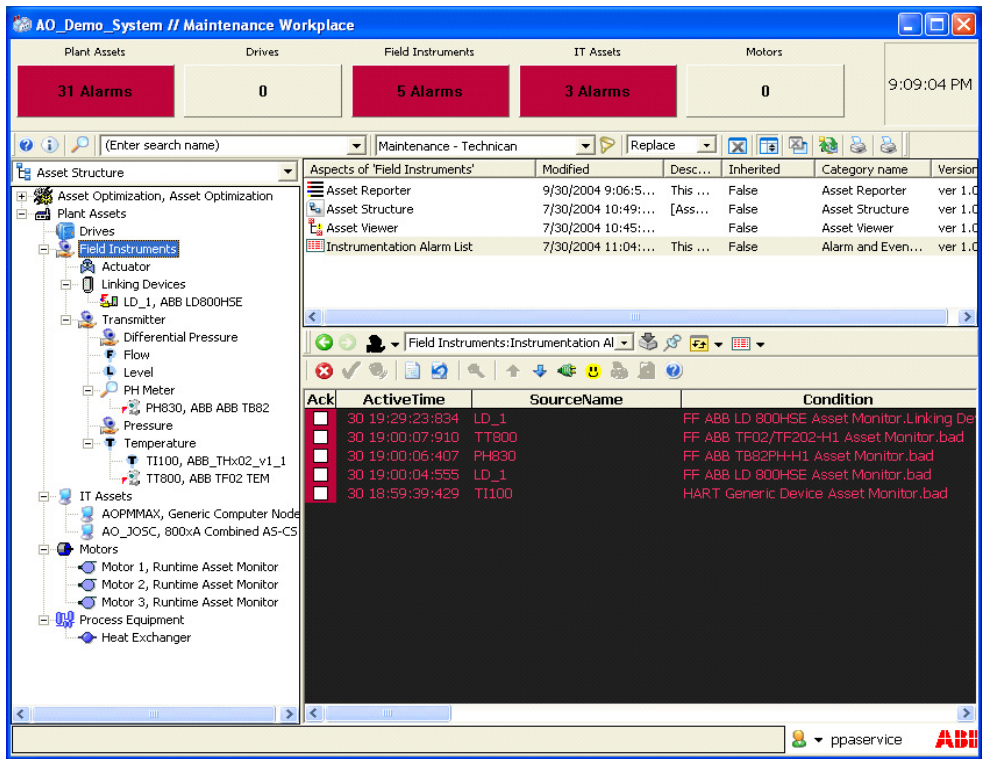 AO_Demo_System // Maintenance Workplace
Plant Assets Drives Field Instruments IT Assets Motors
31 Alarms 0 5 Alarms 3 Alarms 0 9:09:04 PM
(Enter search name) Maintenance - Technican Replace
Asset Structure
Asset Optimization, Asset Optimization
Plant Assets
Drives
Field Instruments
Actuator
Linking Devices
LD_1, ABB LD800HSE
Transmitter
Differential Pressure
Flow
Level
PH Meter
PH830, ABB ABB TB82
Pressure
Temperature
TI100, ABB_THx02_v1_1
TT800, ABB TF02 TEM
IT Assets
AOPMMAX, Generic Computer Node
AO_JOSC, 800xA Combined AS-CS
Motors
Motor 1, Runtime Asset Monitor
Motor 2, Runtime Asset Monitor
Motor 3, Runtime Asset Monitor
Process Equipment
Heat Exchanger
Aspects of 'Field Instruments' Modified Desc... Inherited Category name Version
Asset Reporter 9/30/2004 9:06:5... This ... False Asset Reporter ver 1.0
Asset Structure 7/30/2004 10:49:... [Ass... False Asset Structure ver 1.0
Asset Viewer 7/30/2004 10:45:... False Asset Viewer ver 1.0
Instrumentation Alarm List 7/30/2004 11:04:... This ... False Alarm and Even... ver 1.0
Field Instruments:Instrumentation Al
Ack ActiveTime SourceName Condition
30 19:29:23:834 LD_1 FF ABB LD 800HSE Asset Monitor.Linking De
30 19:00:07:910 TT800 FF ABB TF02/TF202-H1 Asset Monitor.bad
30 19:00:06:407 PH830 FF ABB TB82PH-H1 Asset Monitor.bad
30 19:00:04:555 LD_1 FF ABB LD 800HSE Asset Monitor.bad
30 18:59:39:429 TI100 HART Generic Device Asset Monitor.bad
ppaservice ABB